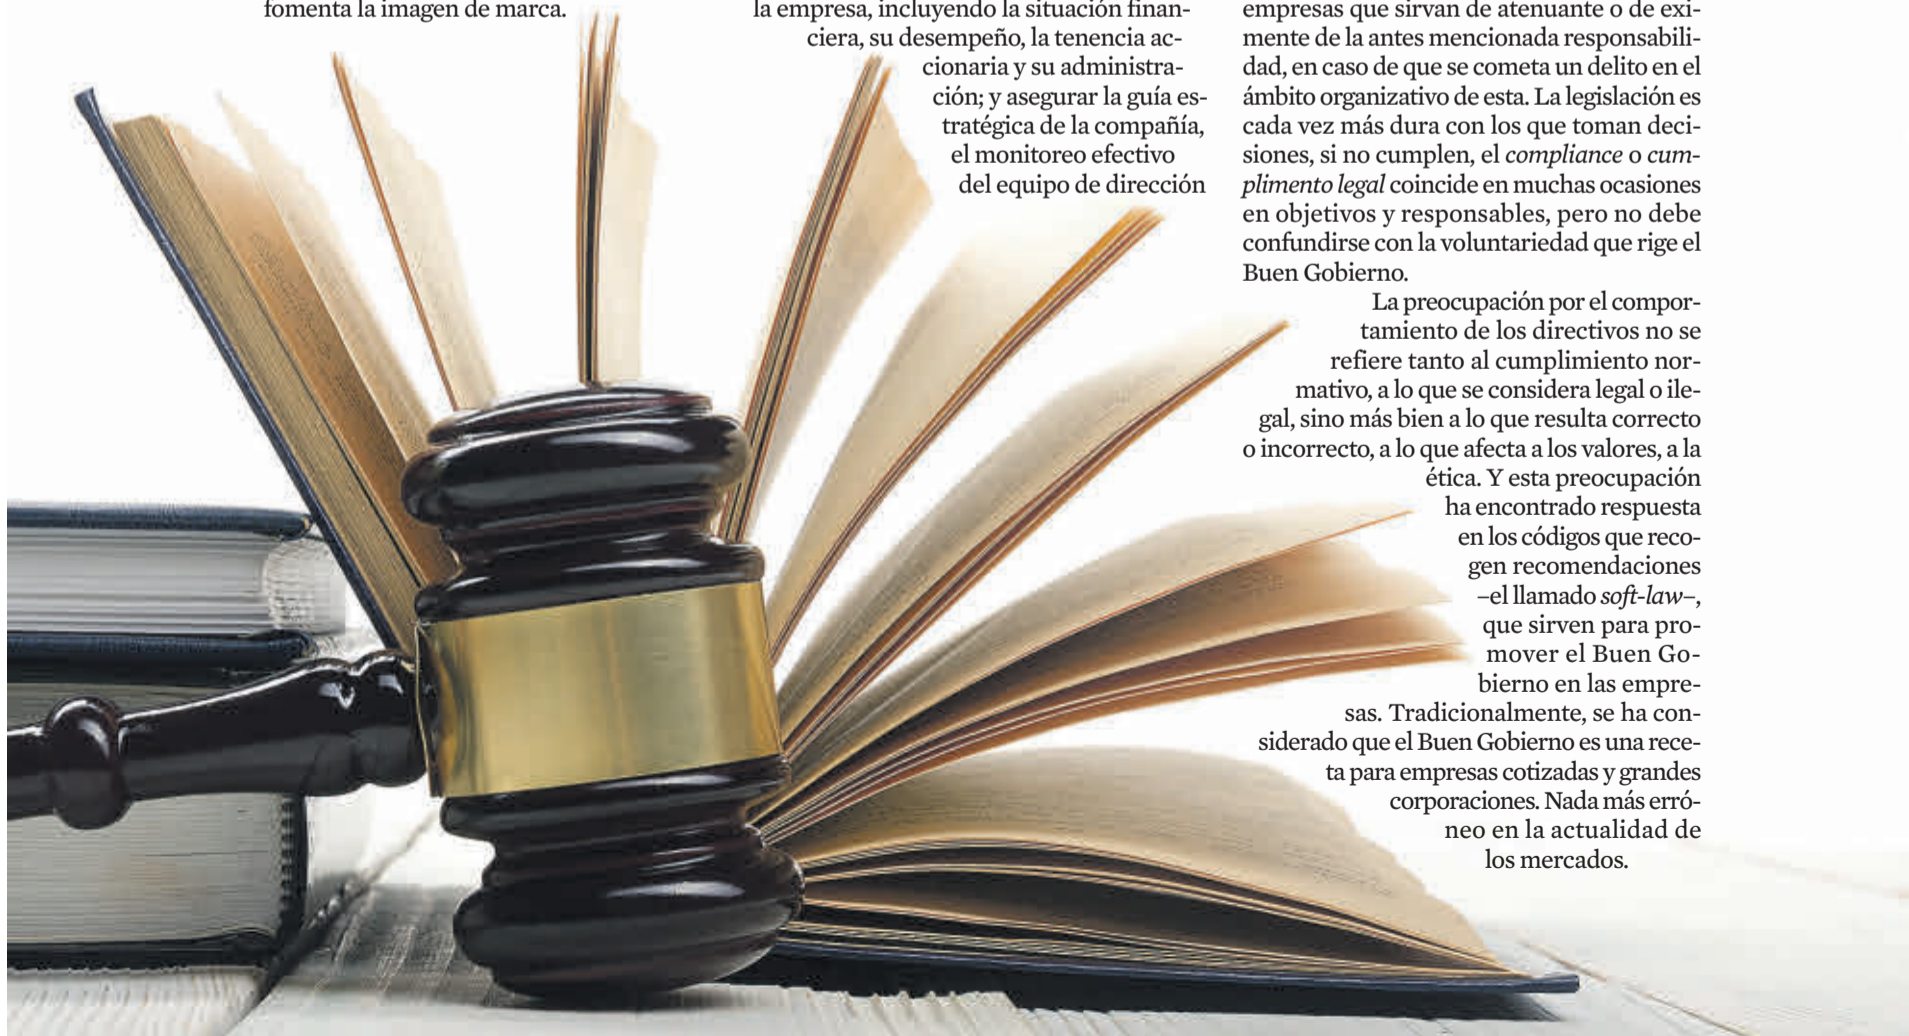 fomenta la imagen de marca.
la empresa, incluyendo la situación finan-
ciera, su desempeño, la tenencia ac-
cionaria y su administra-
ción; y asegurar la guía es-
tratégica de la compañía,
el monitoreo efectivo
del equipo de dirección
empresas que sirvan de atenuante o de exi-
mente de la antes mencionada responsabili-
dad, en caso de que se cometa un delito en el
ámbito organizativo de esta. La legislación es
cada vez más dura con los que toman deci-
siones, si no cumplen, el compliance o cum-
plimento legal coincide en muchas ocasiones
en objetivos y responsables, pero no debe
confundirse con la voluntariedad que rige el
Buen Gobierno.
La preocupación por el compor-
tamiento de los directivos no se
refiere tanto al cumplimiento nor-
mativo, a lo que se considera legal o ile-
gal, sino más bien a lo que resulta correcto
o incorrecto, a lo que afecta a los valores, a la
ética. Y esta preocupación
ha encontrado respuesta
en los códigos que reco-
gen recomendaciones
–el llamado soft-law–,
que sirven para pro-
mover el Buen Go-
bierno en las empre-
sas. Tradicionalmente, se ha con-
siderado que el Buen Gobierno es una rece-
ta para empresas cotizadas y grandes
corporaciones. Nada más erró-
neo en la actualidad de
los mercados.